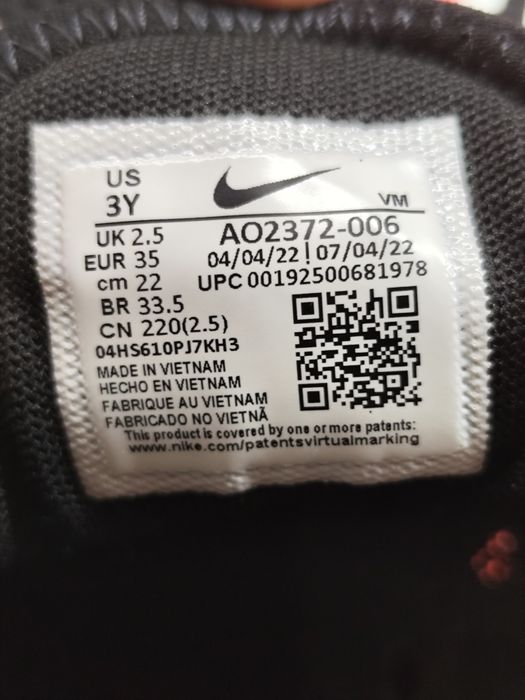 US
3Y
VM
UK 2.5
AO2372-006
EUR 35
04/04/22 | 07/04/22
cm 22
UPC 00192500681978
BR 33.5
CN 220(2.5)
04HS610PJ7KH3
MADE IN VIETNAM
HECHO EN VIETNAM
FABRIQUE AU VIETNAM
FABRICADO NO VIETNÃ
This product is covered by one or more patents:
www.nike.com/patentsvirtualmarking